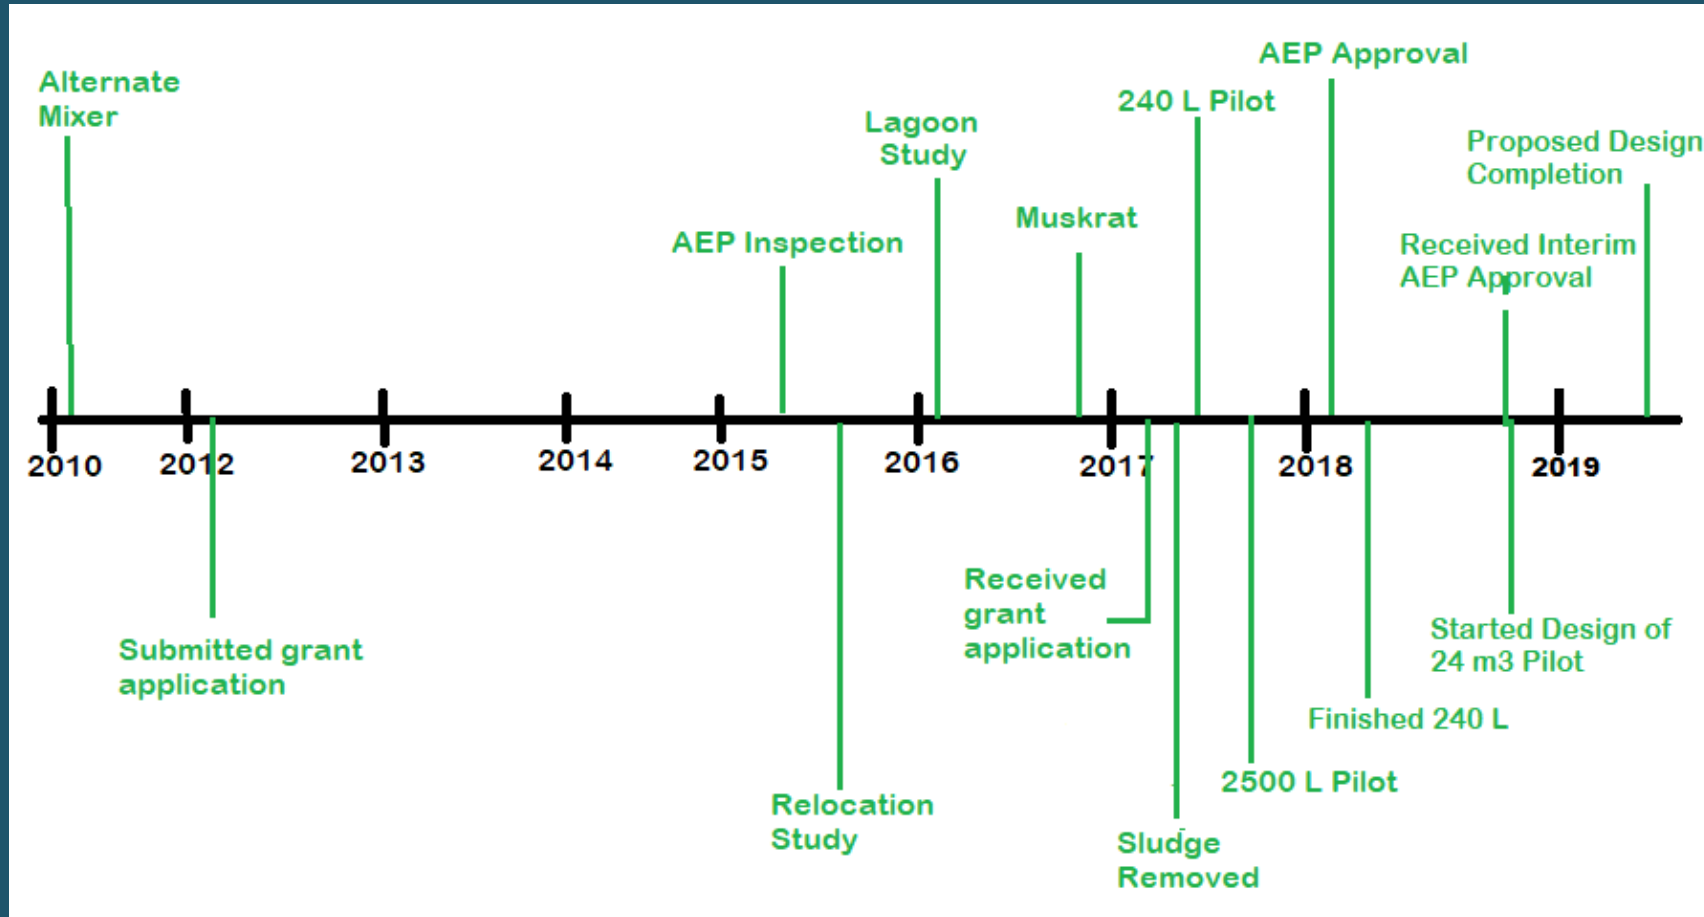 AEP Approval
Alternate
Mixer
240 L Pilot
Lagoon
Study
Proposed Design
Completion
Muskrat
AEP Inspection
Received Interim
AEP Approval
2010
2012
2013
2014
2015
2016
2017
2018
2019
Received
grant
application
Submitted grant
application
Started Design of
24 m3 Pilot
Finished 240 L
2500 L Pilot
Relocation
Study
Sludge
Removed